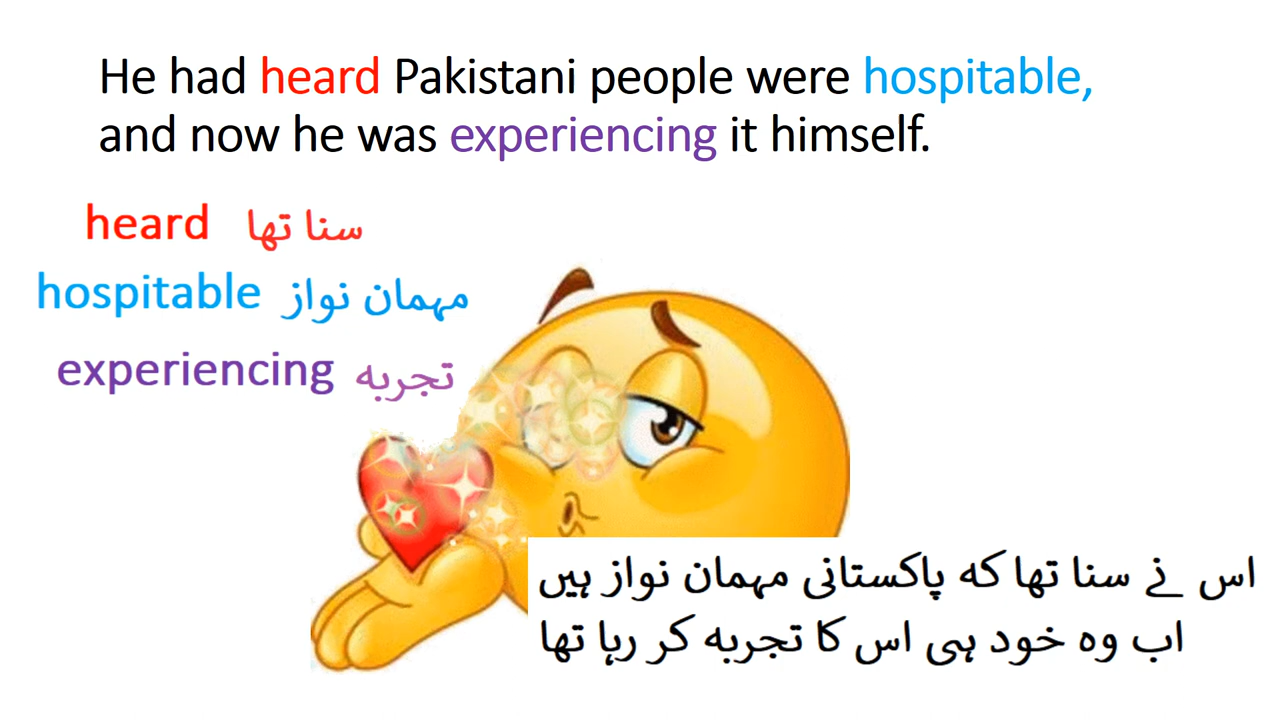 He had heard Pakistani people were hospitable,
and now he was experiencing it himself.
heard سنا تھا
hospitable مہمان نواز
experiencing تجربہ
اس نے سنا تھا کہ پاکستانی مہمان نواز ہیں
اب وہ خود ہی اس کا تجربہ کر رہا تھا